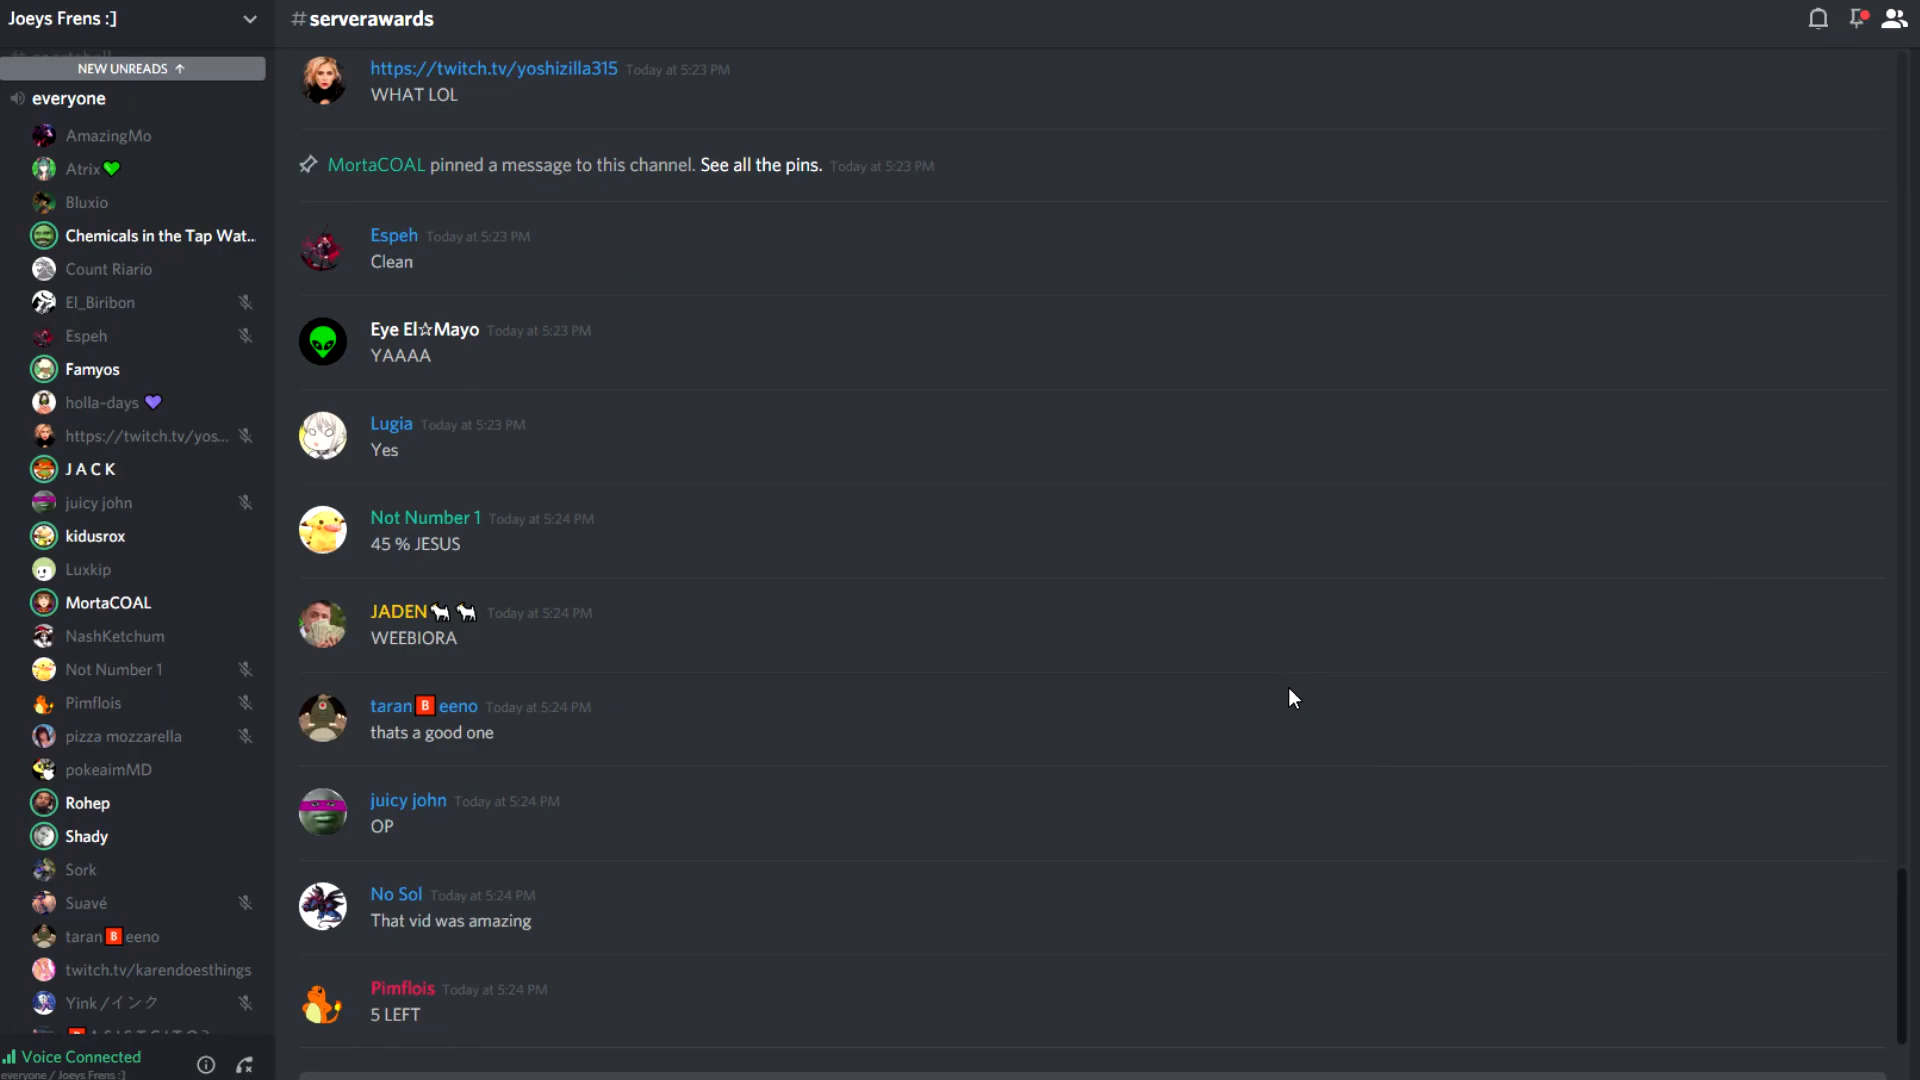 Joeys Frens :]
NEW UNREADS ↑
everyone
AmazingMo
Atrix💚
Bluxio
Chemicals in the Tap Wat...
Count Riario
El_Biribon
Espeh
Famyos
holla-days 💜
https://twitch.tv/yos...
J A C K
juicy john
kidusrox
Luxkip
MortaCOAL
NashKetchum
Not Number 1
Pimflois
pizza mozzarella
pokeaimMD
Rohep
Shady
Sork
Suavé
taran🅱eeno
twitch.tv/karendoesthings
Yink /インク
Voice Connected
everyone / Joeys Frens :]
#serverawards
https://twitch.tv/yoshizilla315 Today at 5:23 PM
WHAT LOL
MortaCOAL pinned a message to this channel. See all the pins. Today at 5:23 PM
Espeh Today at 5:23 PM
Clean
Eye El☆Mayo Today at 5:23 PM
YAAAA
Lugia Today at 5:23 PM
Yes
Not Number 1 Today at 5:24 PM
45 % JESUS
JADEN🐐🐐 Today at 5:24 PM
WEEBIORA
taran🅱eeno Today at 5:24 PM
thats a good one
juicy john Today at 5:24 PM
OP
No Sol Today at 5:24 PM
That vid was amazing
Pimflois Today at 5:24 PM
5 LEFT